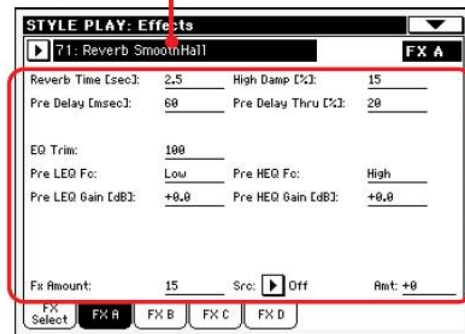 STYLE PLAY: Effects
71: Reverb SmoothHall FX A
Reverb Time [sec]: 2.5 High Damp [%]: 15
Pre Delay [msec]: 60 Pre Delay Thru [%]: 20
EQ Trim: 100
Pre LEQ Fc: Low Pre HEQ Fc: High
Pre LEQ Gain [dB]: +0.0 Pre HEQ Gain [dB]: +0.0
Fx Amount: 15 Src: Off Amt: +0
FX Select FX A FX B FX C FX D